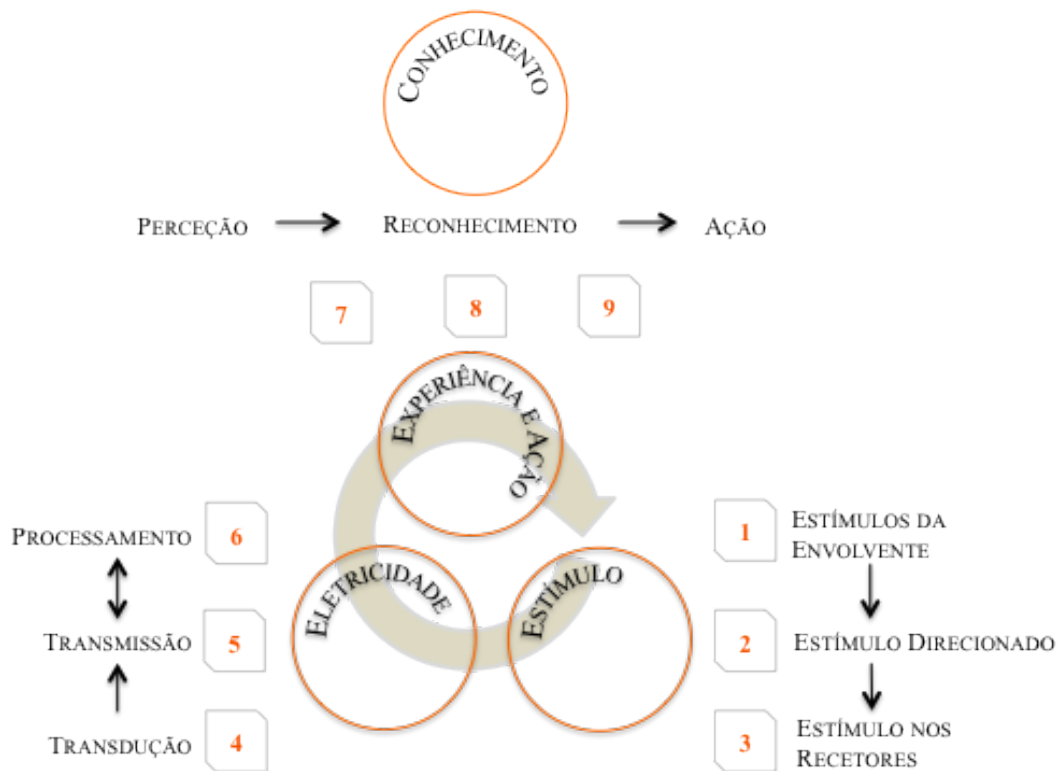 CONHECIMENTO
PERCEÇÃO
RECONHECIMENTO
AÇÃO
7
8
9
EXPERIÊNCIA E AÇÃO
PROCESSAMENTO
6
1
ESTÍMULOS DA
ENVOLVENTE
ELETRICIDADE
ESTÍMULO
TRANSMISSÃO
5
2
ESTÍMULO DIRECIONADO
TRANSDUÇÃO
4
3
ESTÍMULO NOS
RECETORES